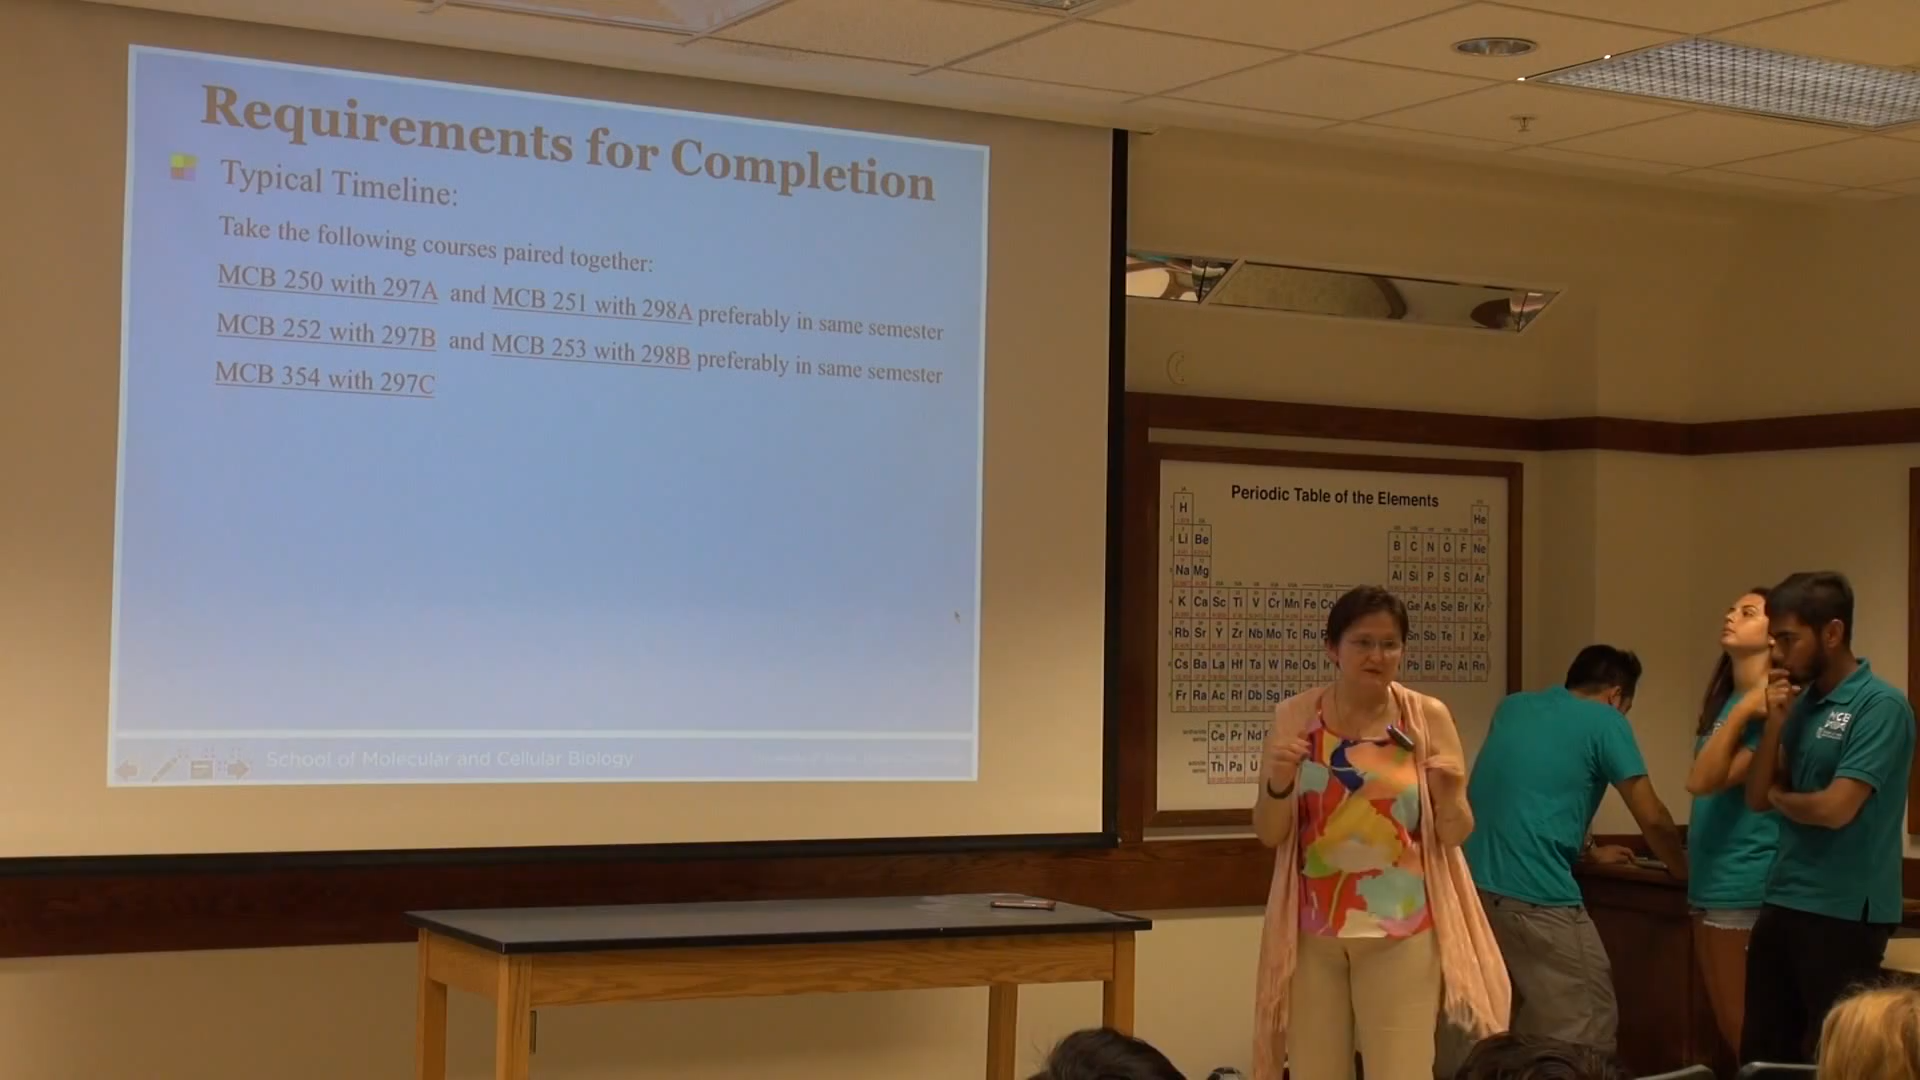 Requirements for Completion
Typical Timeline:
Take the following courses paired together:
MCB 250 with 297A and MCB 251 with 298A preferably in same semester
MCB 252 with 297B and MCB 253 with 298B preferably in same semester
MCB 354 with 297C
School of Molecular and Cellular Biology
Periodic Table of the Elements
H He
Li Be B C N O F Ne
Na Mg Al Si P S Cl Ar
K Ca Sc Ti V Cr Mn Fe Co Ge As Se Br Kr
Rb Sr Y Zr Nb Mo Tc Ru Sn Sb Te I Xe
Cs Ba La Hf Ta W Re Os Ir Pb Bi Po At Rn
Fr Ra Ac Rf Db Sg Bh
Ce Pr Nd
Th Pa U
MCB